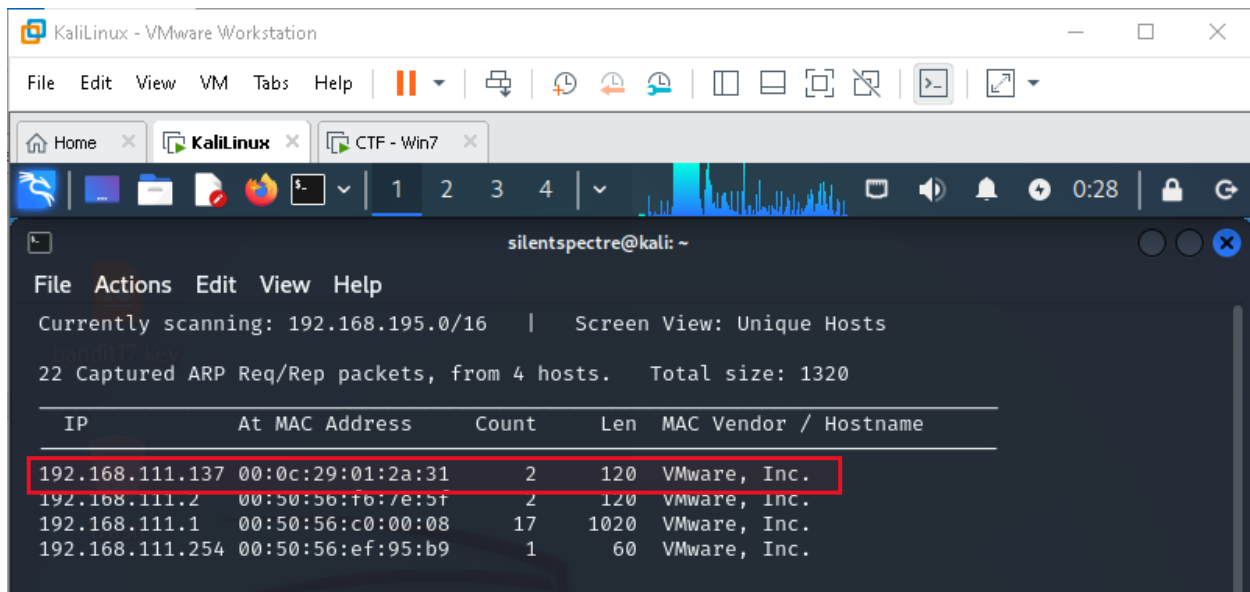 KaliLinux - VMware Workstation
File Edit View VM Tabs Help
Home KaliLinux CTF - Win7
1 2 3 4 0:28
silentspectre@kali: ~
File Actions Edit View Help
Currently scanning: 192.168.195.0/16 | Screen View: Unique Hosts
bandit17.key
22 Captured ARP Req/Rep packets, from 4 hosts. Total size: 1320
IP At MAC Address Count Len MAC Vendor / Hostname
192.168.111.137 00:0c:29:01:2a:31 2 120 VMware, Inc.
192.168.111.2 00:50:56:f6:7e:5f 2 120 VMware, Inc.
192.168.111.1 00:50:56:c0:00:08 17 1020 VMware, Inc.
192.168.111.254 00:50:56:ef:95:b9 1 60 VMware, Inc.